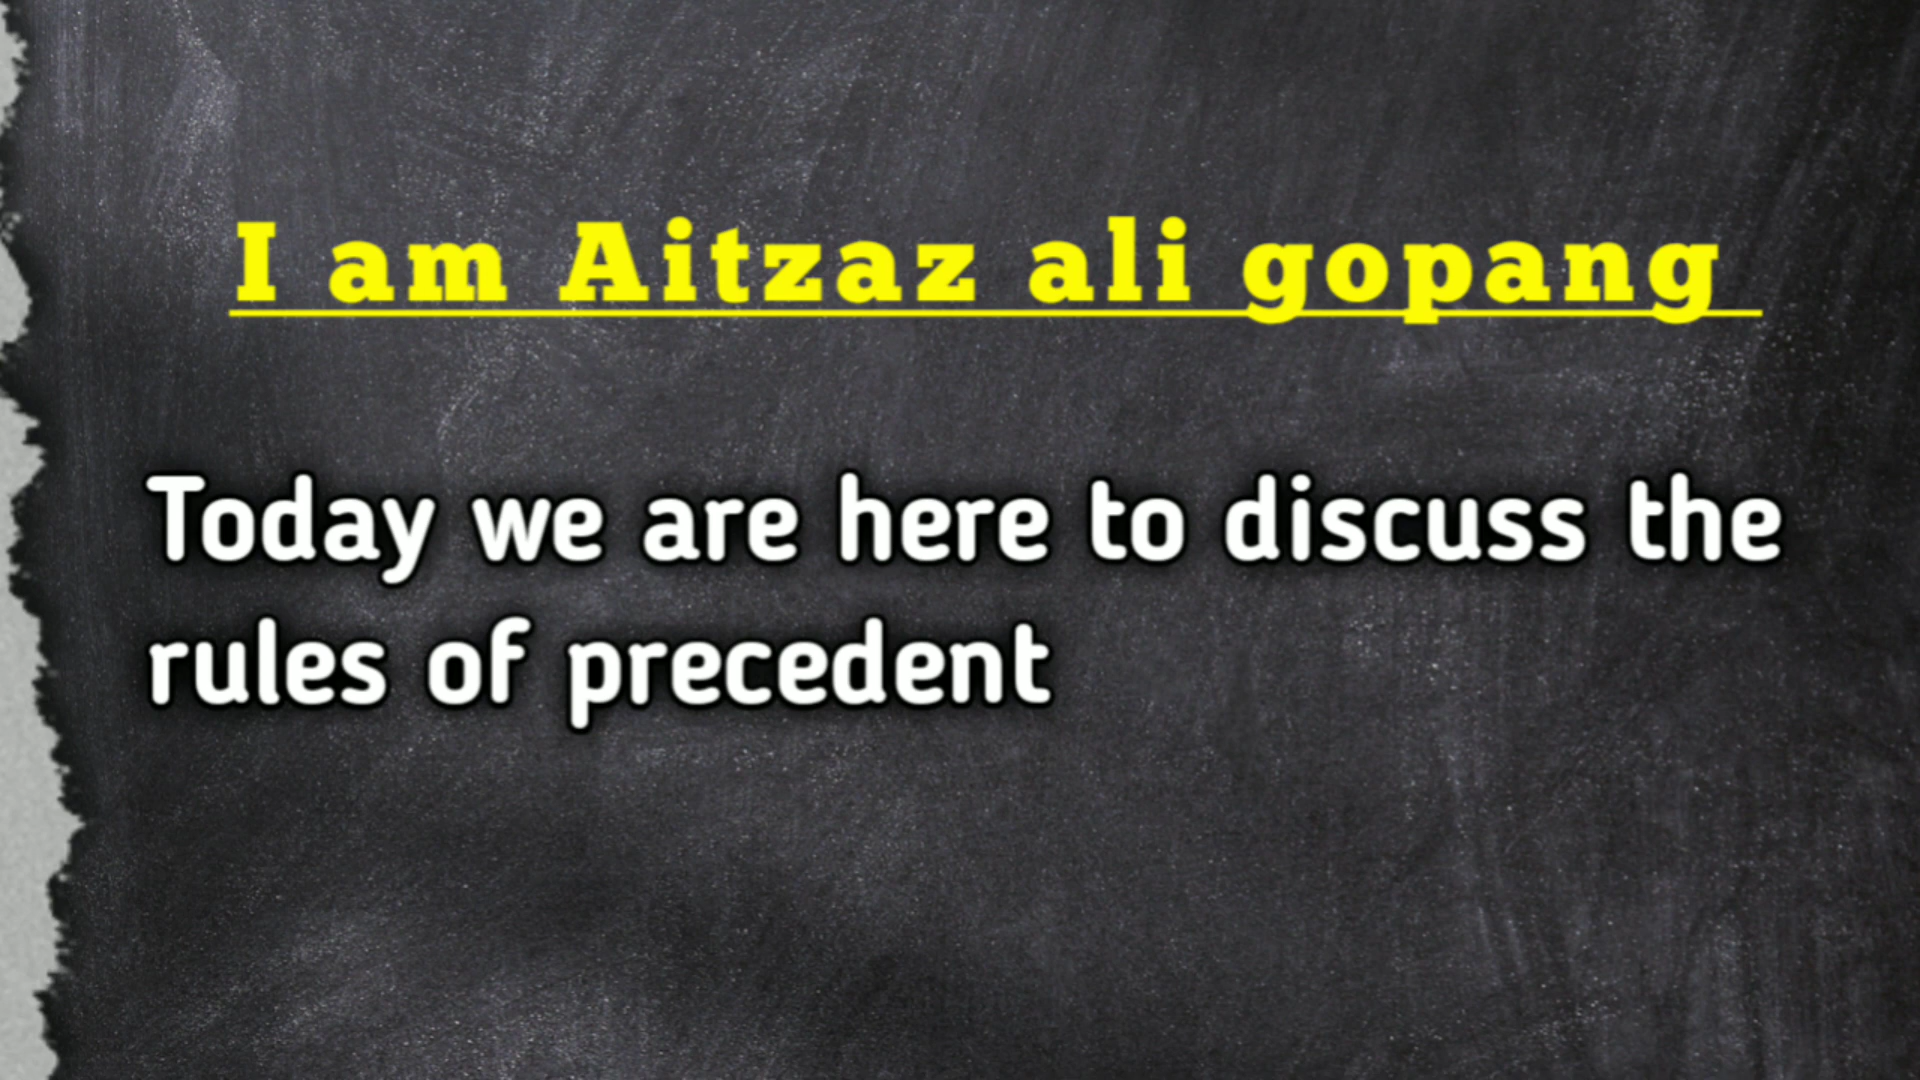 I am Aitzaz ali gopang
Today we are here to discuss the
rules of precedent